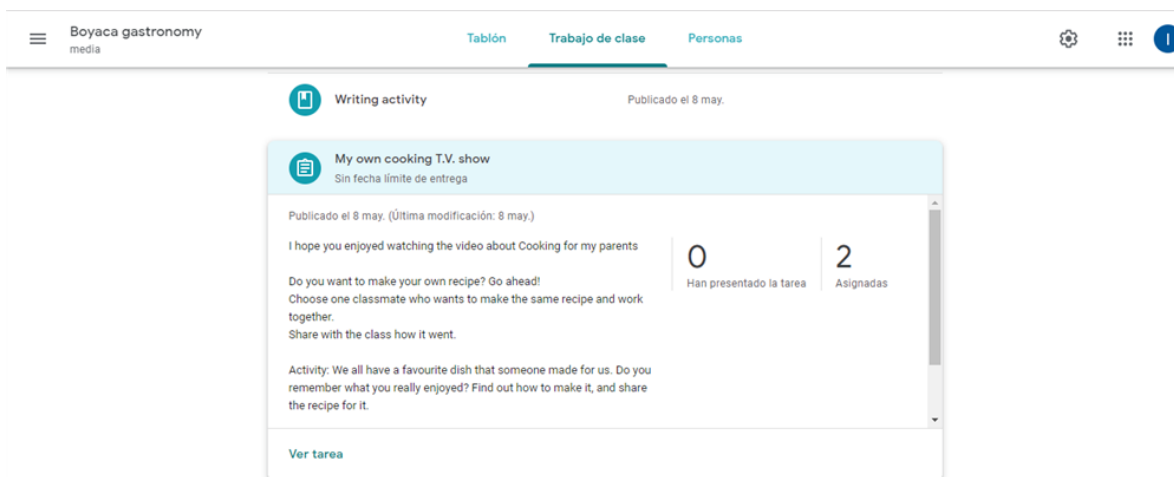 Boyaca gastronomy
media
Tablón
Trabajo de clase
Personas
I
Writing activity
Publicado el 8 may.
My own cooking T.V. show
Sin fecha límite de entrega
Publicado el 8 may. (Última modificación: 8 may.)
I hope you enjoyed watching the video about Cooking for my parents
Do you want to make your own recipe? Go ahead!
Choose one classmate who wants to make the same recipe and work
together.
Share with the class how it went.
Activity: We all have a favourite dish that someone made for us. Do you
remember what you really enjoyed? Find out how to make it, and share
the recipe for it.
0
Han presentado la tarea
2
Asignadas
Ver tarea